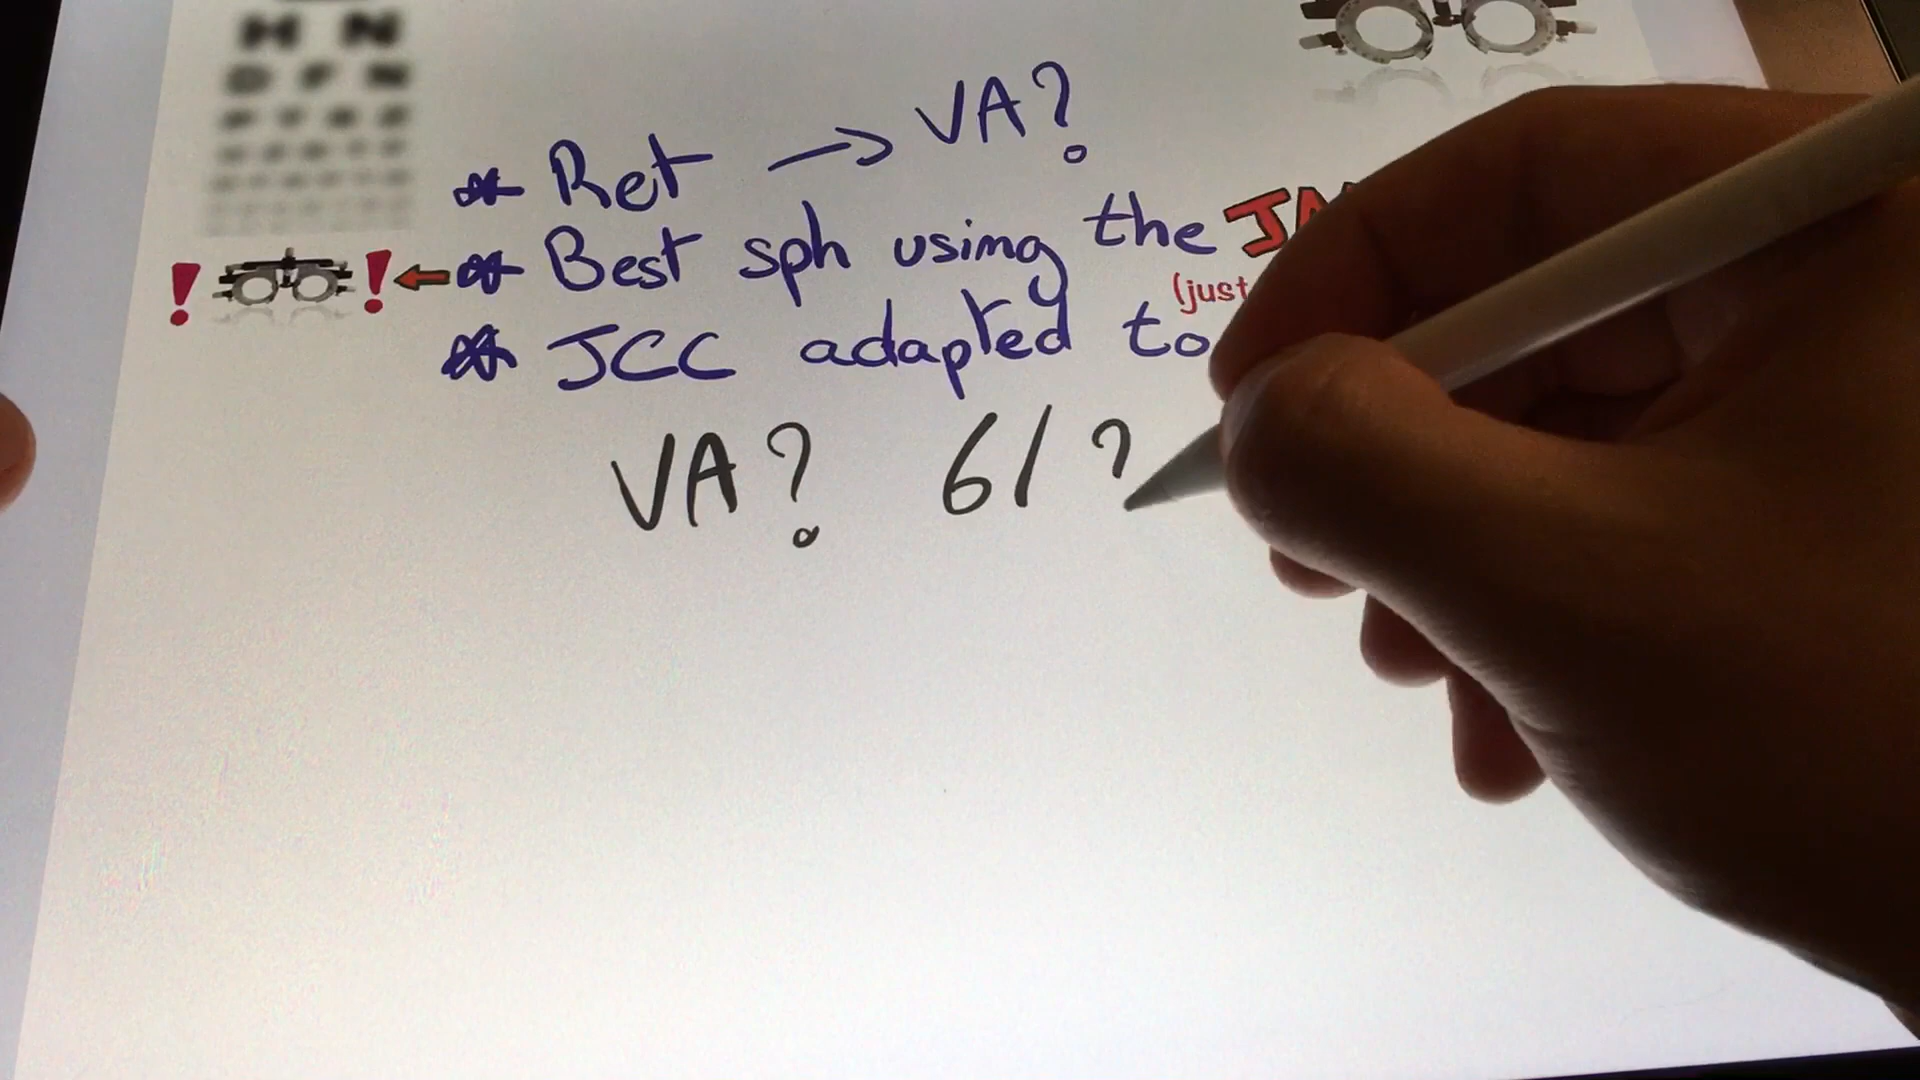 H N
D F N
P T H Z
* Ret → VA?
! ! ← * Best sph using the
(just
* JCC adapted to
VA? 6/?